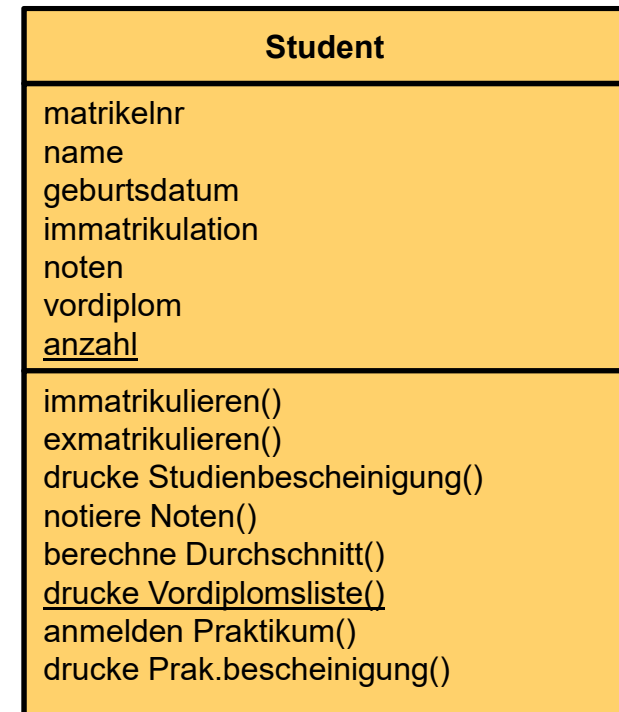 Student
matrikelnr
name
geburtsdatum
immatrikulation
noten
vordiplom
anzahl
immatrikulieren()
exmatrikulieren()
drucke Studienbescheinigung()
notiere Noten()
berechne Durchschnitt()
drucke Vordiplomsliste()
anmelden Praktikum()
drucke Prak.bescheinigung()